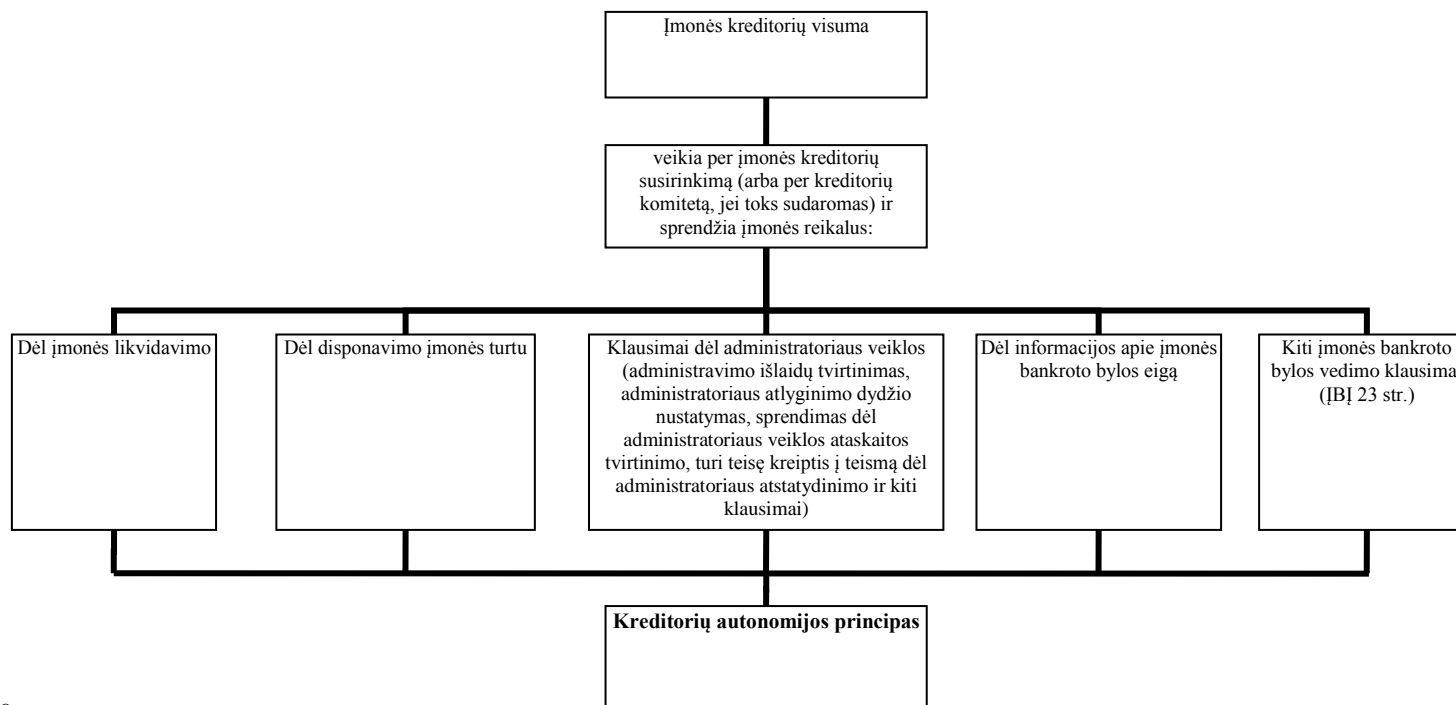 Įmonės kreditorių visuma
veikia per įmonės kreditorių
susirinkimą (arba per kreditorių
komitetą, jei toks sudaromas) ir
sprendžia įmonės reikalus:
Dėl įmonės likvidavimo
Dėl disponavimo įmonės turtu
Klausimai dėl administratoriaus veiklos
(administravimo išlaidų tvirtinimas,
administratoriaus atlyginimo dydžio
nustatymas, sprendimas dėl
administratoriaus veiklos ataskaitos
tvirtinimo, turi teisę kreiptis į teismą dėl
administratoriaus atstatydinimo ir kiti
klausimai)
Dėl informacijos apie įmonės
bankroto bylos eigą
Kiti įmonės bankroto
bylos vedimo klausima
(ĮBĮ 23 str.)
Kreditorių autonomijos principas